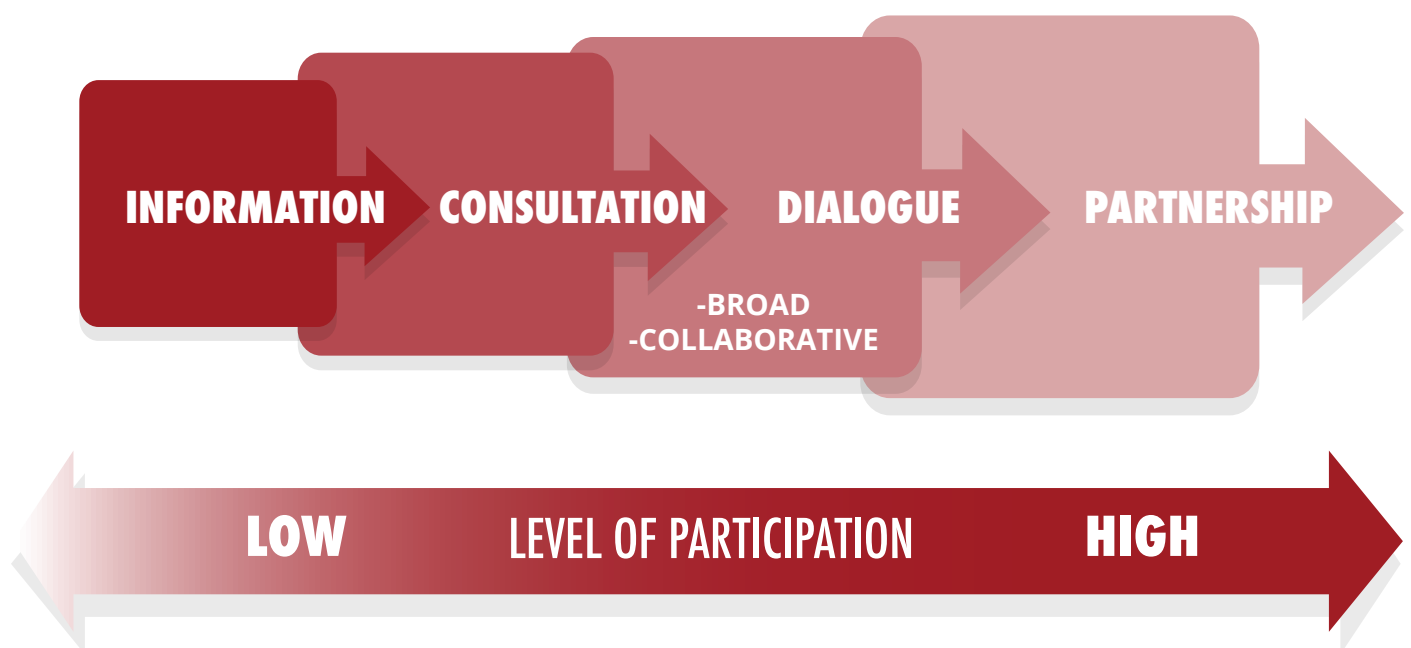 INFORMATION
CONSULTATION
DIALOGUE
PARTNERSHIP
-BROAD
-COLLABORATIVE
LOW
LEVEL OF PARTICIPATION
HIGH